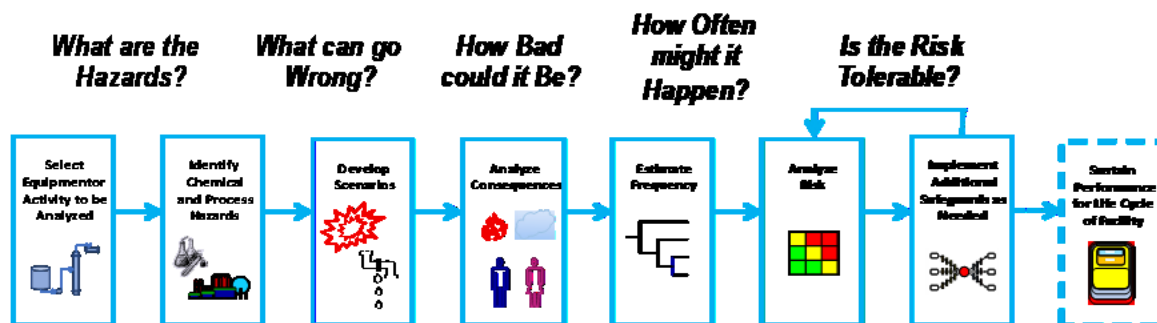 What are the
Hazards?
What can go
Wrong?
How Bad
could it Be?
How Often
might it
Happen?
Is the Risk
Tolerable?
Select
Equipmentor
Activity to be
Analyzed
Identify
Chemical
and Process
Hazards
Develop
Scenarios
Analyze
Consequences
Estimate
Frequency
Analyze
Risk
Implement
Additional
Safeguards as
Needed
Sustain
Performance
for Life Cycle
of Facility